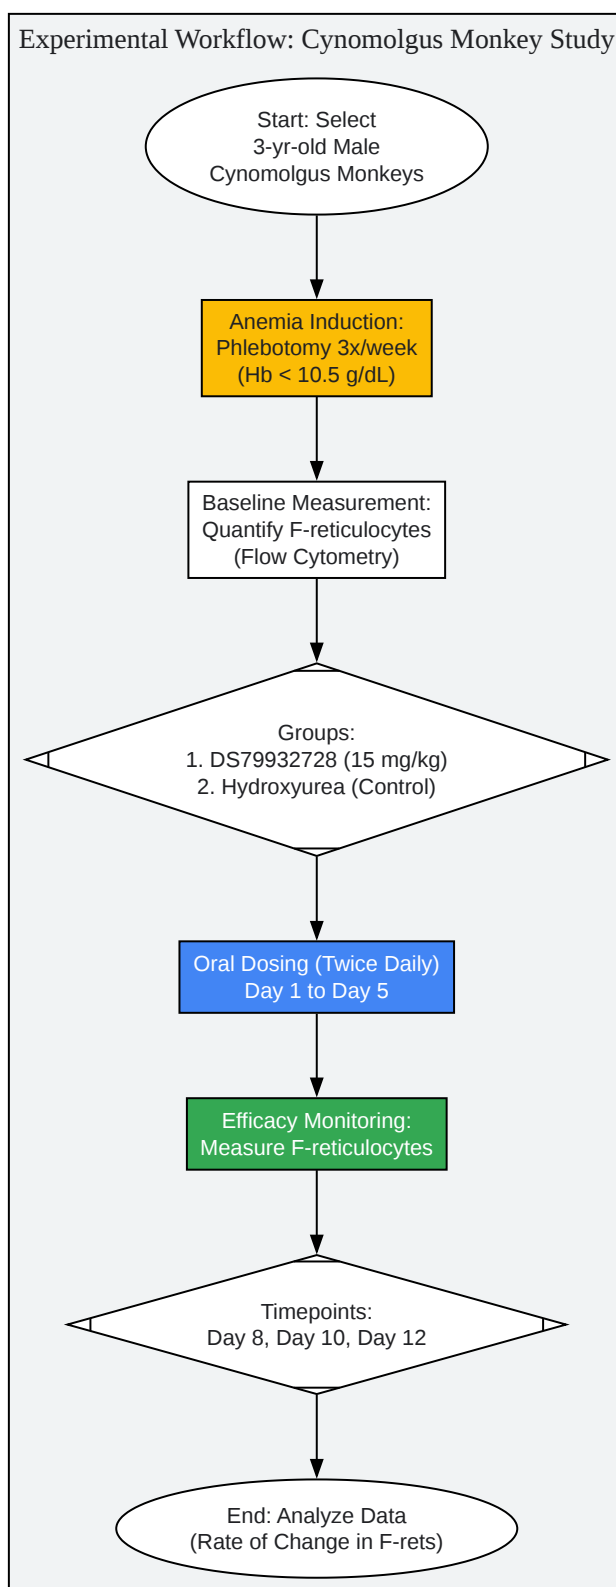 Experimental Workflow: Cynomolgus Monkey Study
Start: Select
3-yr-old Male
Cynomolgus Monkeys
Anemia Induction:
Phlebotomy 3x/week
(Hb < 10.5 g/dL)
Baseline Measurement:
Quantify F-reticulocytes
(Flow Cytometry)
Groups:
1. DS79932728 (15 mg/kg)
2. Hydroxyurea (Control)
Oral Dosing (Twice Daily)
Day 1 to Day 5
Efficacy Monitoring:
Measure F-reticulocytes
Timepoints:
Day 8, Day 10, Day 12
End: Analyze Data
(Rate of Change in F-rets)